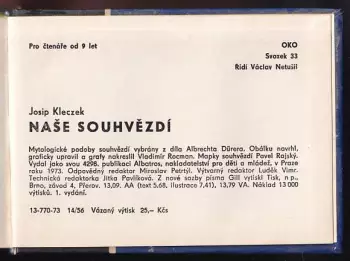 Pro čtenáře od 9 let
OKO
Svazek 33
Řídí Václav Netušil
Josip Kleczek
NAŠE SOUHVĚZDÍ
Mytologické podoby souhvězdí vybrány z díla Albrechta Dürera. Obálku navrhl,
graficky upravil a grafy nakreslil Vladimír Rocman. Mapky souhvězdí Pavel Rajský.
Vydal jako svou 4298. publikaci Albatros, nakladatelství pro děti a mládež, v Praze
roku 1973. Odpovědný redaktor Miroslav Petrtýl. Výtvarný redaktor Luděk Vimr.
Technická redaktorka Jitka Pavlíková. Z nové sazby písma Gill vytiskl Tisk, n p.,
Brno, závod 4, Přerov. 13,09 AA (text 5.68, ilustrace 7,41), 13,79 VA. Náklad 13 000
výtisků. 1. vydání.
13-770-73 14/56 Vázaný výtisk 25,— Kčs